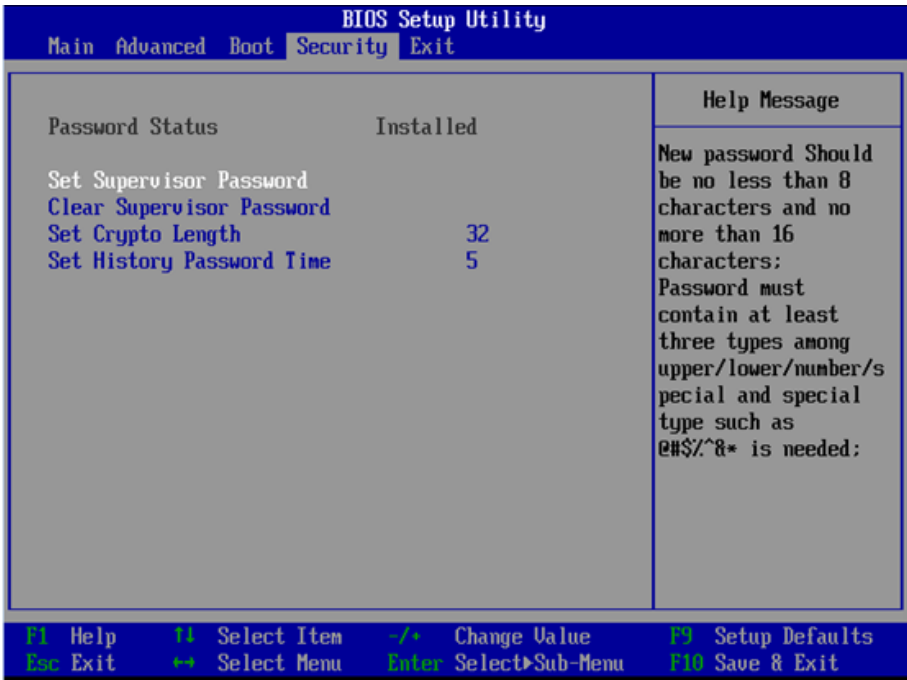 BIOS Setup Utility
Main Advanced Boot Security Exit
Password Status Installed
Set Supervisor Password
Clear Supervisor Password
Set Crypto Length 32
Set History Password Time 5
Help Message
New password Should
be no less than 8
characters and no
more than 16
characters;
Password must
contain at least
three types among
upper/lower/number/s
pecial and special
type such as
@#$%^&* is needed;
F1 Help ↑↓ Select Item -/+ Change Value F9 Setup Defaults
Esc Exit ↔ Select Menu Enter Select▶Sub-Menu F10 Save & Exit